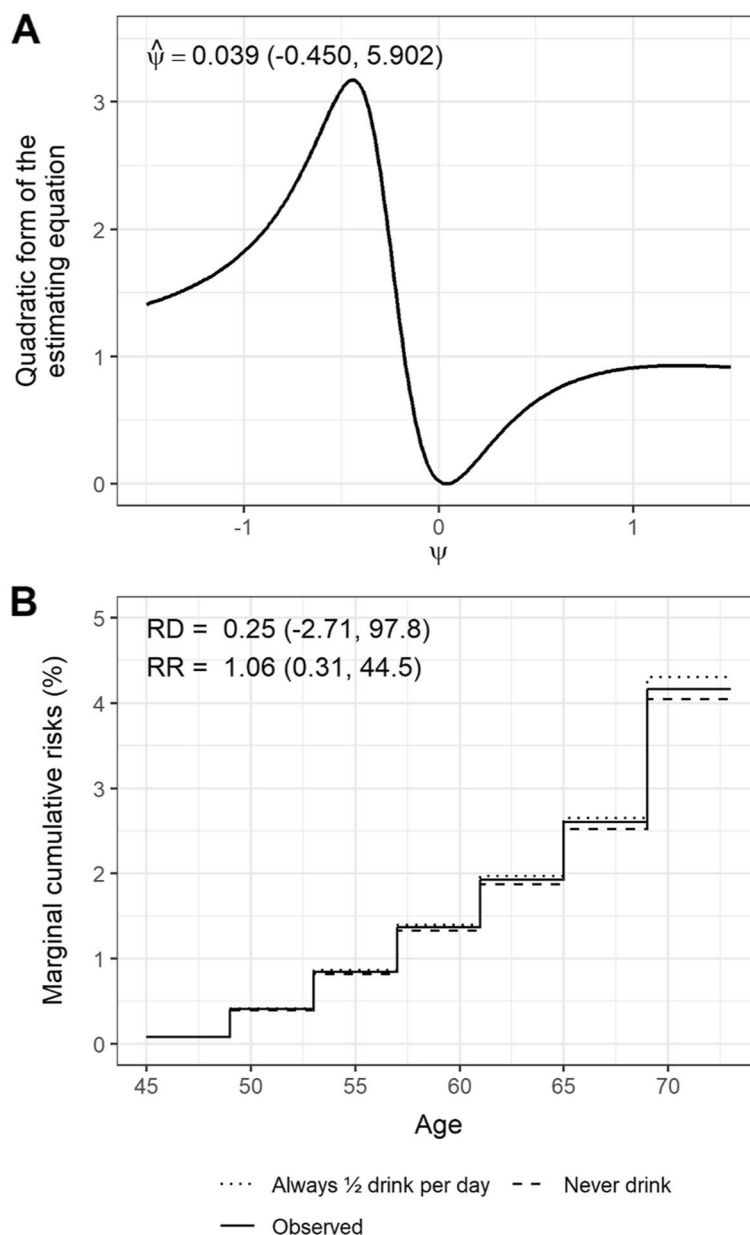 A
ψ̂ = 0.039 (-0.450, 5.902)
Quadratic form of the
estimating equation
3
2
1
0
-1 0 1
ψ
B
RD = 0.25 (-2.71, 97.8)
RR = 1.06 (0.31, 44.5)
Marginal cumulative risks (%)
5
4
3
2
1
0
45 50 55 60 65 70
Age
Always ½ drink per day Never drink
Observed